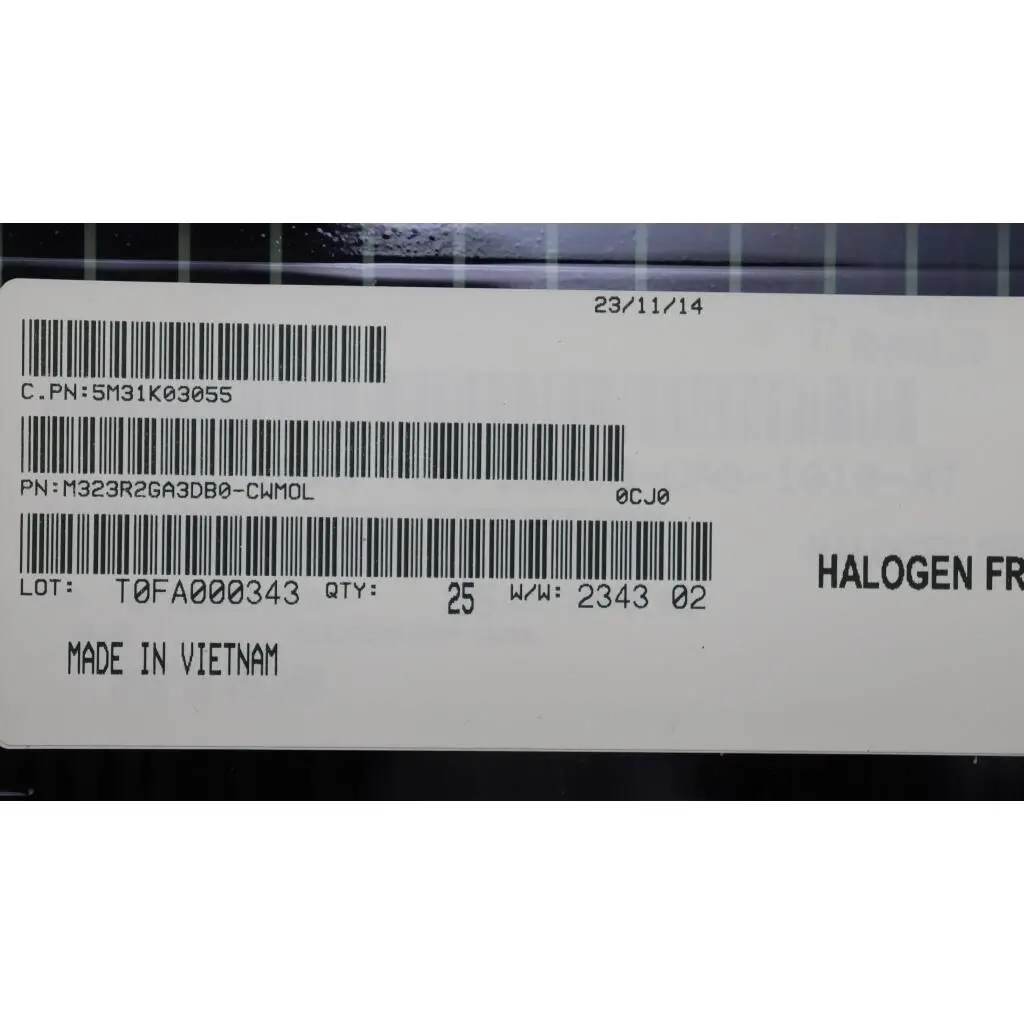 23/11/14
C.PN:5M31K03055
PN:M323R2GA3DB0-CWMOL 0CJ0
LOT: T0FA000343 QTY: 25 W/W: 2343 02
HALOGEN FR
MADE IN VIETNAM